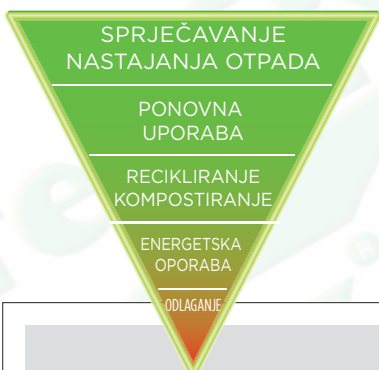 SPRJEČAVANJE
NASTAJANJA OTPADA
PONOVNA
UPORABA
RECIKLIRANJE
KOMPOSTIRANJE
ENERGETSKA
OPORABA
ODLAGANJE